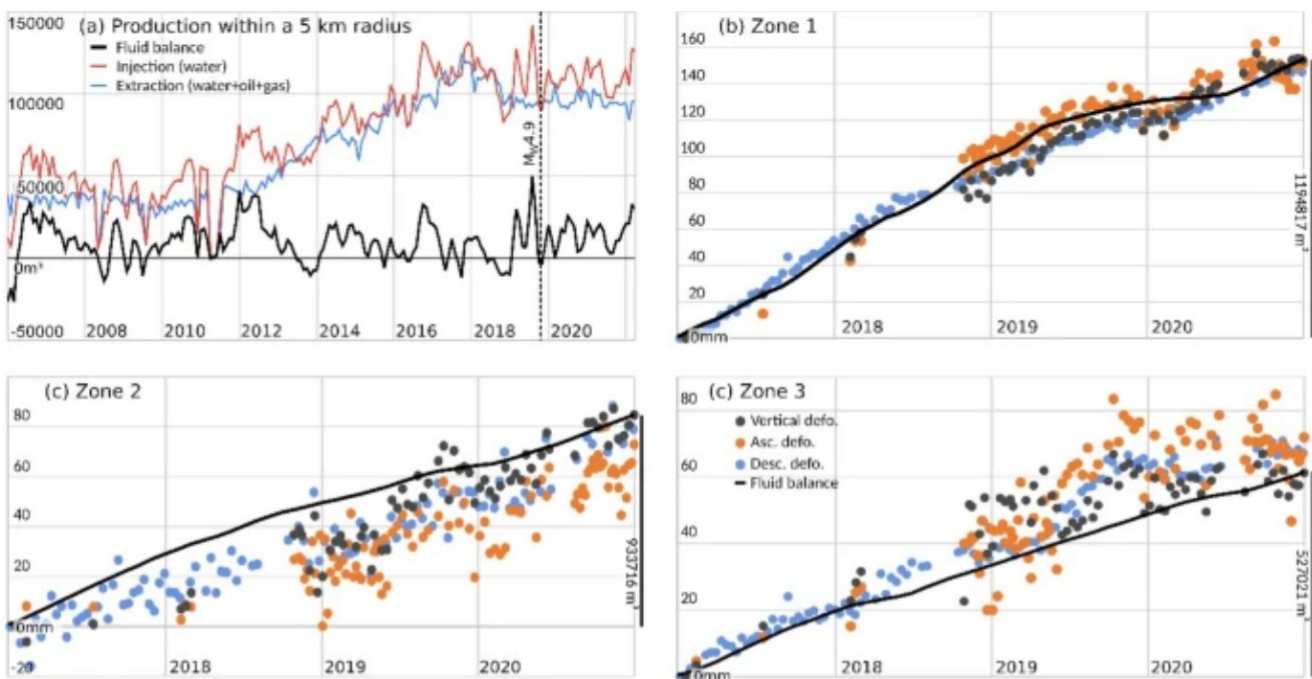 (a) Production within a 5 km radius
Fluid balance
Injection (water)
Extraction (water+oil+gas)
150000
100000
50000
0m³
-50000
2008
2010
2012
2014
2016
2018
2020
Mw4.9
(b) Zone 1
160
140
120
100
80
60
40
20
0mm
2018
2019
2020
1194817 m³
(c) Zone 2
80
60
40
20
0mm
-20
2018
2019
2020
933716 m³
(c) Zone 3
Vertical defo.
Asc. defo.
Desc. defo.
Fluid balance
80
60
40
20
0mm
2018
2019
2020
527021 m³